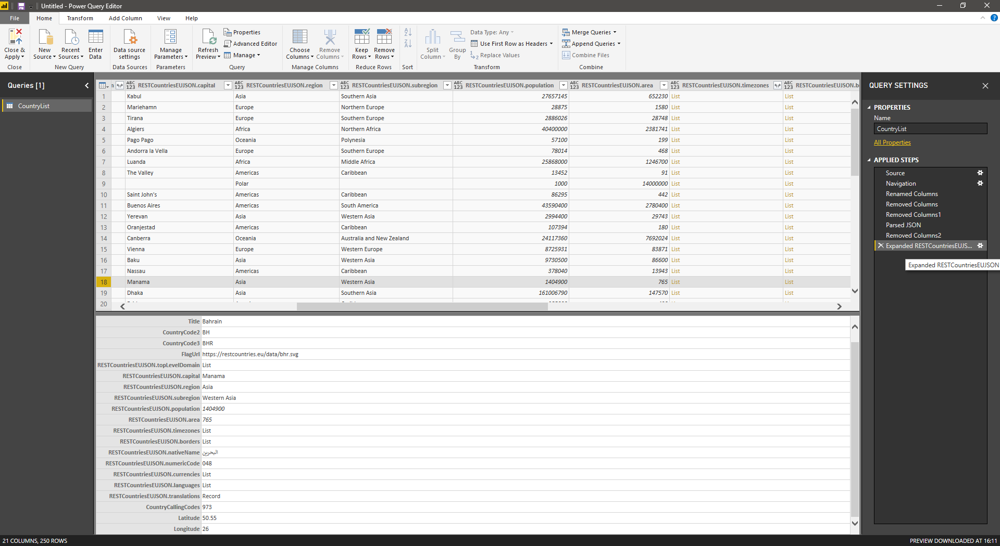 Untitled - Power Query Editor
File Home Transform Add Column View Help
Close & Apply
New Source
Recent Sources
Enter Data
Data source settings
Manage Parameters
Refresh Preview
Properties
Advanced Editor
Manage
Choose Columns
Remove Columns
Keep Rows
Remove Rows
Split Column
Group By
Data Type: Any
Use First Row as Headers
Replace Values
Merge Queries
Append Queries
Combine Files
Close New Query Data Sources Parameters Query Manage Columns Reduce Rows Sort Transform Combine
Queries [1]
CountryList
ABC 123 RESTCountriesEUJSON.capital ABC 123 RESTCountriesEUJSON.region ABC 123 RESTCountriesEUJSON.subregion ABC 123 RESTCountriesEUJSON.population ABC 123 RESTCountriesEUJSON.area ABC 123 RESTCountriesEUJSON.timezones ABC 123
1 Kabul Asia Southern Asia 27657145 652230 List List
2 Mariehamn Europe Northern Europe 28875 1580 List List
3 Tirana Europe Southern Europe 2886026 28748 List List
4 Algiers Africa Northern Africa 40400000 2381741 List List
5 Pago Pago Oceania Polynesia 57100 199 List List
6 Andorra la Vella Europe Southern Europe 78014 468 List List
7 Luanda Africa Middle Africa 25868000 1246700 List List
8 The Valley Americas Caribbean 13452 91 List List
9 Polar 1000 14000000 List List
10 Saint John's Americas Caribbean 86295 442 List List
11 Buenos Aires Americas South America 43590400 2780400 List List
12 Yerevan Asia Western Asia 2994400 29743 List List
13 Oranjestad Americas Caribbean 107394 180 List List
14 Canberra Oceania Australia and New Zealand 24117360 7692024 List List
15 Vienna Europe Western Europe 8725931 83871 List List
16 Baku Asia Western Asia 9730500 86600 List List
17 Nassau Americas Caribbean 378040 13943 List List
18 Manama Asia Western Asia 1404900 765 List List
19 Dhaka Asia Southern Asia 161006790 147570 List List
20
Title Bahrain
CountryCode2 BH
CountryCode3 BHR
FlagUrl https://restcountries.eu/data/bhr.svg
RESTCountriesEUJSON.topLevelDomain List
RESTCountriesEUJSON.capital Manama
RESTCountriesEUJSON.region Asia
RESTCountriesEUJSON.subregion Western Asia
RESTCountriesEUJSON.population 1404900
RESTCountriesEUJSON.area 765
RESTCountriesEUJSON.timezones List
RESTCountriesEUJSON.borders List
RESTCountriesEUJSON.nativeName البحرين
RESTCountriesEUJSON.numericCode 048
RESTCountriesEUJSON.currencies List
RESTCountriesEUJSON.languages List
RESTCountriesEUJSON.translations Record
CountryCallingCodes 973
Latitude 50.55
Longitude 26
QUERY SETTINGS
PROPERTIES
Name
CountryList
All Properties
APPLIED STEPS
Source
Navigation
Renamed Columns
Removed Columns
Removed Columns1
Parsed JSON
Removed Columns2
Expanded RESTCountriesEUJS...
Expanded RESTCountriesEUJSON
21 COLUMNS, 250 ROWS
PREVIEW DOWNLOADED AT 16:11